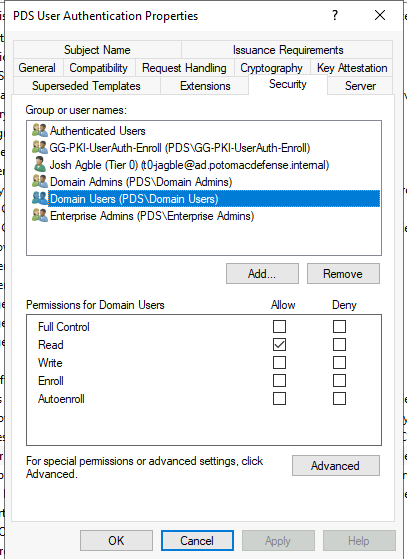 PDS User Authentication Properties
Subject Name
Issuance Requirements
General
Compatibility
Request Handling
Cryptography
Key Attestation
Superseded Templates
Extensions
Security
Server
Group or user names:
Authenticated Users
GG-PKI-UserAuth-Enroll (PDS\GG-PKI-UserAuth-Enroll)
Josh Agble (Tier 0) (t0-jagble@ad.potomacdefense.internal)
Domain Admins (PDS\Domain Admins)
Domain Users (PDS\Domain Users)
Enterprise Admins (PDS\Enterprise Admins)
Add...
Remove
Permissions for Domain Users
Allow
Deny
Full Control
Read
Write
Enroll
Autoenroll
For special permissions or advanced settings, click
Advanced.
Advanced
OK
Cancel
Apply
Help